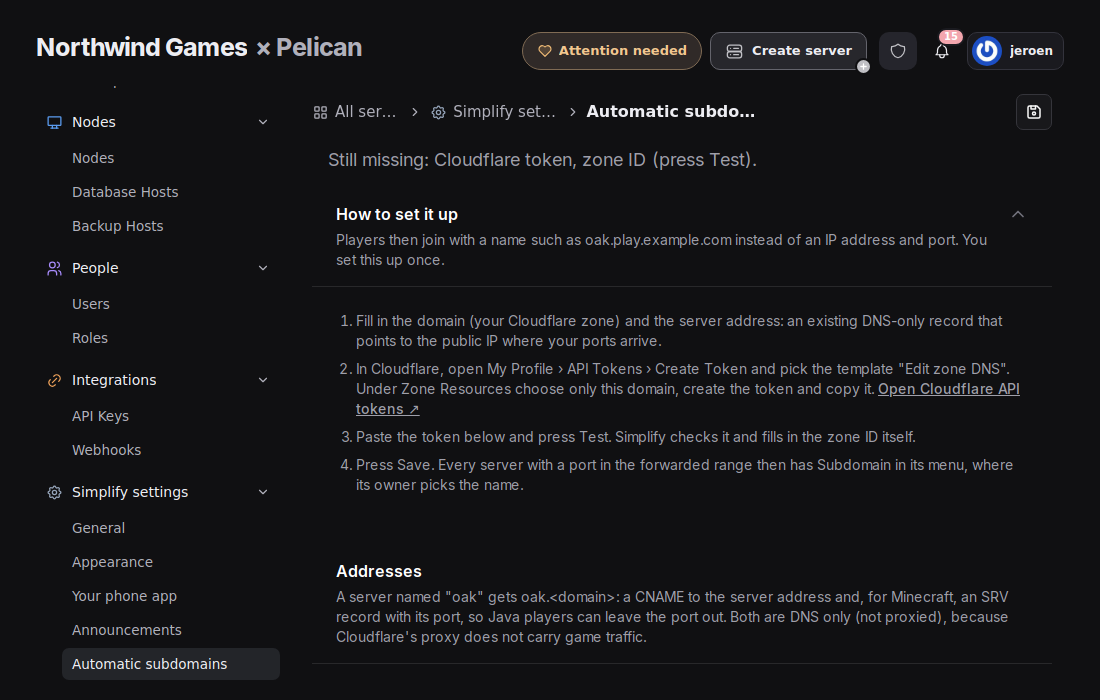 Northwind Games × Pelican
Attention needed
Create server
15
jeroen
Nodes
Nodes
Database Hosts
Backup Hosts
People
Users
Roles
Integrations
API Keys
Webhooks
Simplify settings
General
Appearance
Your phone app
Announcements
Automatic subdomains
All ser... > Simplify set... > Automatic subdo...
Still missing: Cloudflare token, zone ID (press Test).
How to set it up
Players then join with a name such as oak.play.example.com instead of an IP address and port. You
set this up once.
1. Fill in the domain (your Cloudflare zone) and the server address: an existing DNS-only record that
points to the public IP where your ports arrive.
2. In Cloudflare, open My Profile › API Tokens › Create Token and pick the template "Edit zone DNS".
Under Zone Resources choose only this domain, create the token and copy it. Open Cloudflare API
tokens ↗
3. Paste the token below and press Test. Simplify checks it and fills in the zone ID itself.
4. Press Save. Every server with a port in the forwarded range then has Subdomain in its menu, where
its owner picks the name.
Addresses
A server named "oak" gets oak.<domain>: a CNAME to the server address and, for Minecraft, an SRV
record with its port, so Java players can leave the port out. Both are DNS only (not proxied), because
Cloudflare's proxy does not carry game traffic.